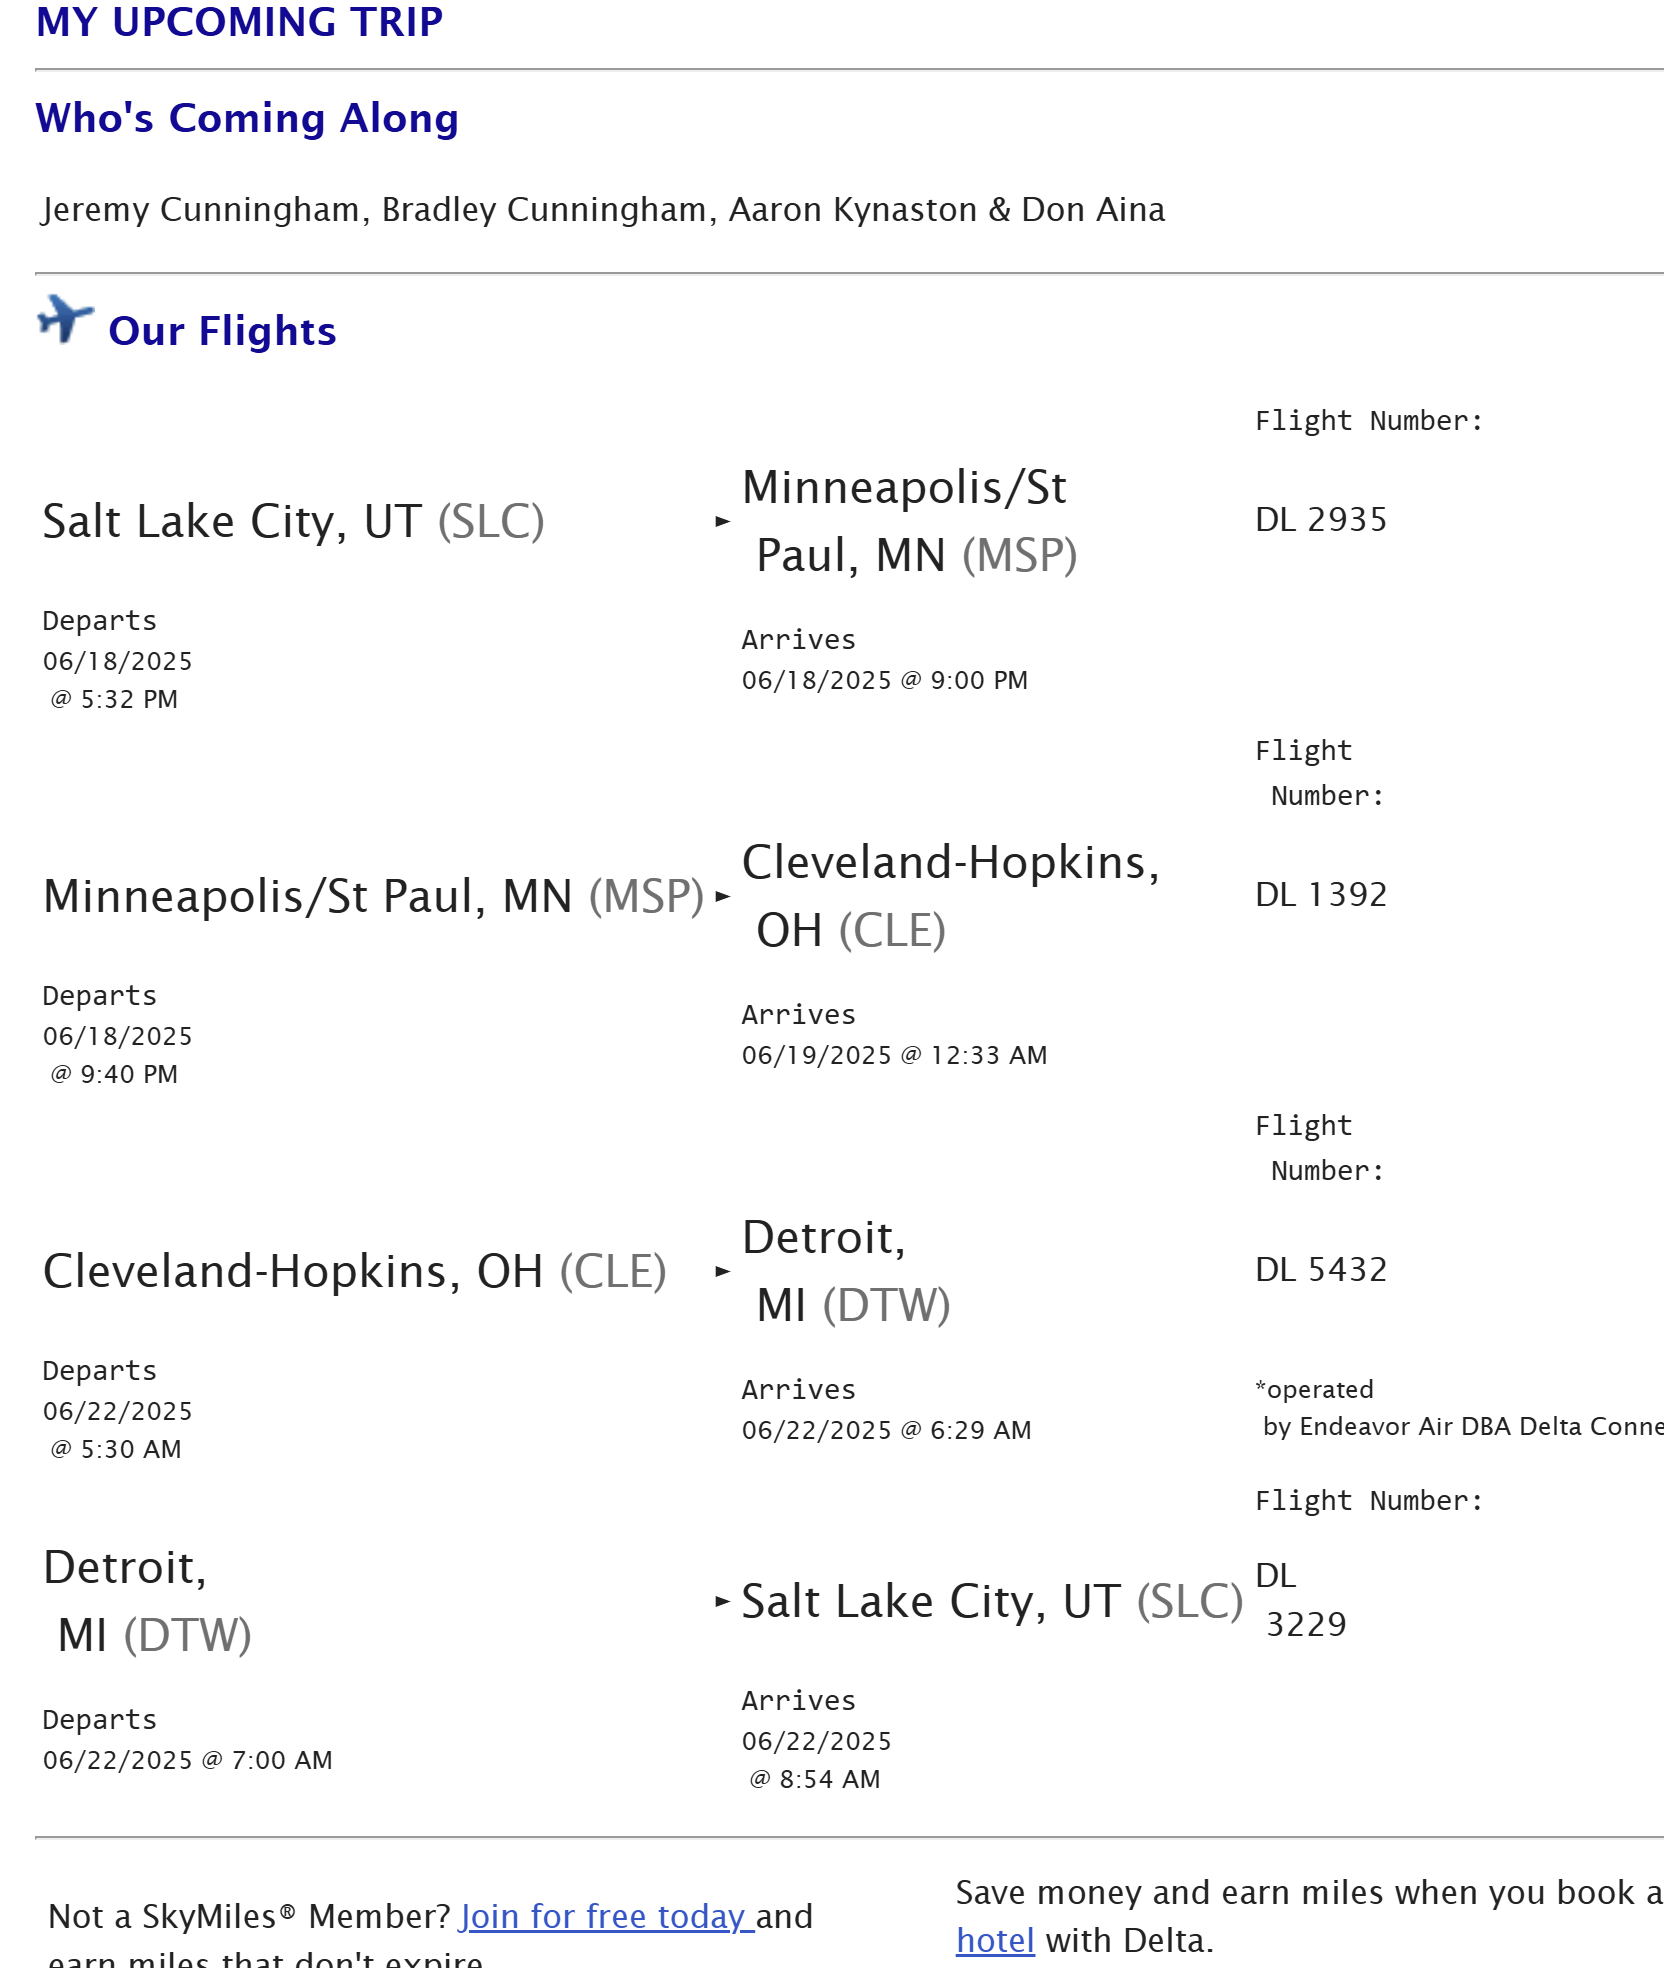 MY UPCOMING TRIP
Who's Coming Along
Jeremy Cunningham, Bradley Cunningham, Aaron Kynaston & Don Aina
Our Flights
Flight Number:
Salt Lake City, UT (SLC)
►
Minneapolis/St
Paul, MN (MSP)
DL 2935
Departs
06/18/2025
@ 5:32 PM
Arrives
06/18/2025 @ 9:00 PM
Flight
Number:
Minneapolis/St Paul, MN (MSP)
►
Cleveland-Hopkins,
OH (CLE)
DL 1392
Departs
06/18/2025
@ 9:40 PM
Arrives
06/19/2025 @ 12:33 AM
Flight
Number:
Cleveland-Hopkins, OH (CLE)
►
Detroit,
MI (DTW)
DL 5432
Departs
06/22/2025
@ 5:30 AM
Arrives
06/22/2025 @ 6:29 AM
*operated
by Endeavor Air DBA Delta Conne
Flight Number:
Detroit,
MI (DTW)
►
Salt Lake City, UT (SLC)
DL
3229
Departs
06/22/2025 @ 7:00 AM
Arrives
06/22/2025
@ 8:54 AM
Not a SkyMiles® Member? Join for free today and
earn miles that don't expire
Save money and earn miles when you book a
hotel with Delta.